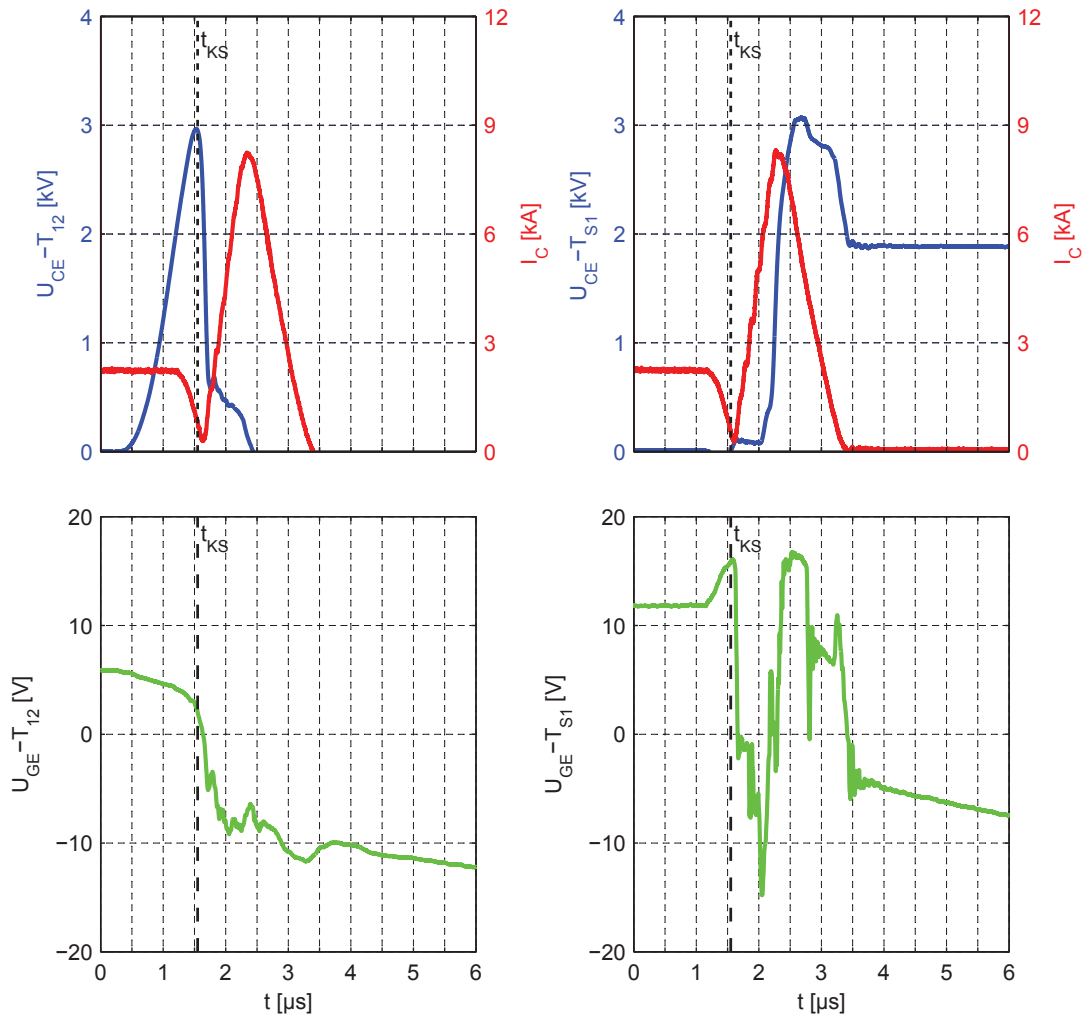 4
3
2
1
0
U_CE−T_12 [kV]
t_KS
12
9
6
3
0
I_C [kA]
4
3
2
1
0
U_CE−T_S1 [kV]
t_KS
12
9
6
3
0
I_C [kA]
20
10
0
−10
−20
U_GE−T_12 [V]
t_KS
0 1 2 3 4 5 6
t [µs]
20
10
0
−10
−20
U_GE−T_S1 [V]
t_KS
0 1 2 3 4 5 6
t [µs]